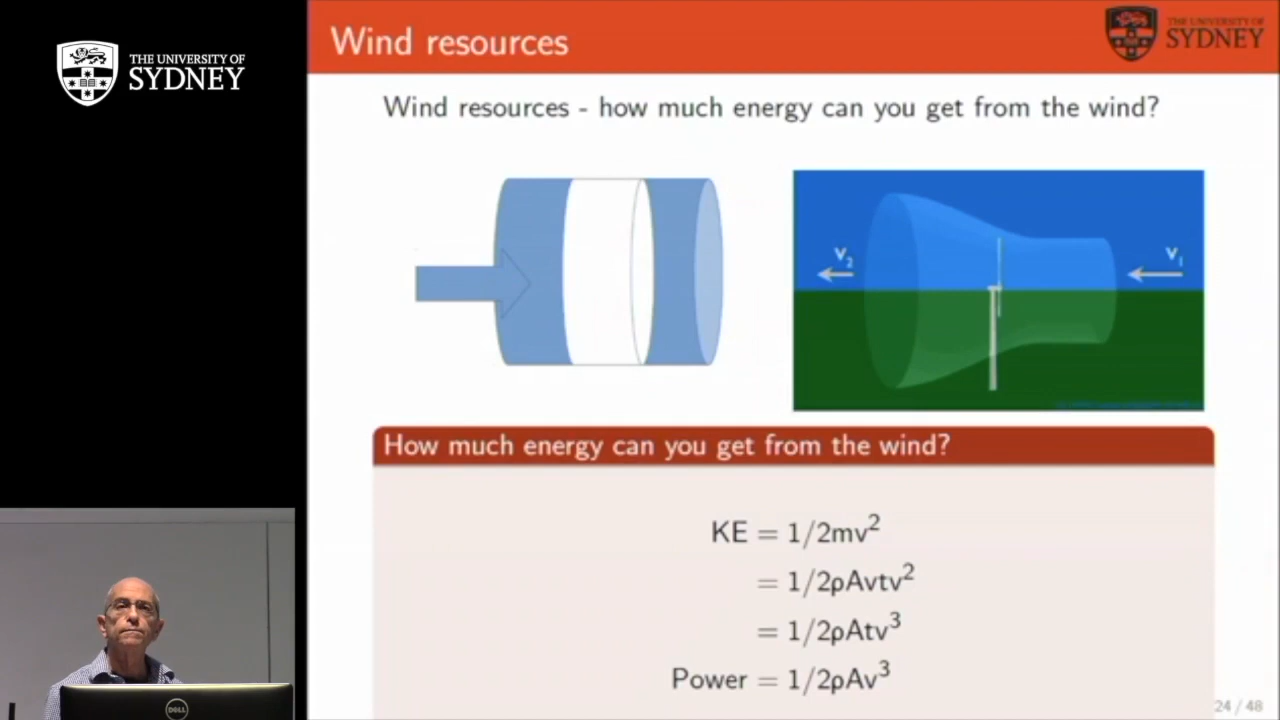 THE UNIVERSITY OF
SYDNEY
Wind resources
THE UNIVERSITY OF
SYDNEY
Wind resources - how much energy can you get from the wind?
V₂
V₁
How much energy can you get from the wind?
KE = 1/2mv²
= 1/2ρAvtv²
= 1/2ρAtv³
Power = 1/2ρAv³
DELL
24 / 48